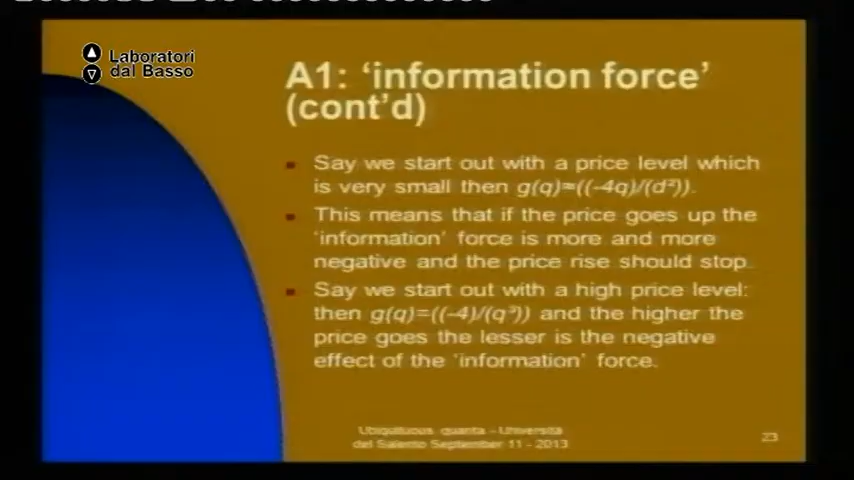 Laboratori
dal Basso
A1: ‘information force’
(cont’d)
Say we start out with a price level which
is very small then g(q)≈((-4q)/(d³)).
This means that if the price goes up the
‘information’ force is more and more
negative and the price rise should stop.
Say we start out with a high price level:
then g(q)=((-4)/(q³)) and the higher the
price goes the lesser is the negative
effect of the ‘information’ force.
Ubiquituous quanta - Università
del Salento September 11 - 2013
23